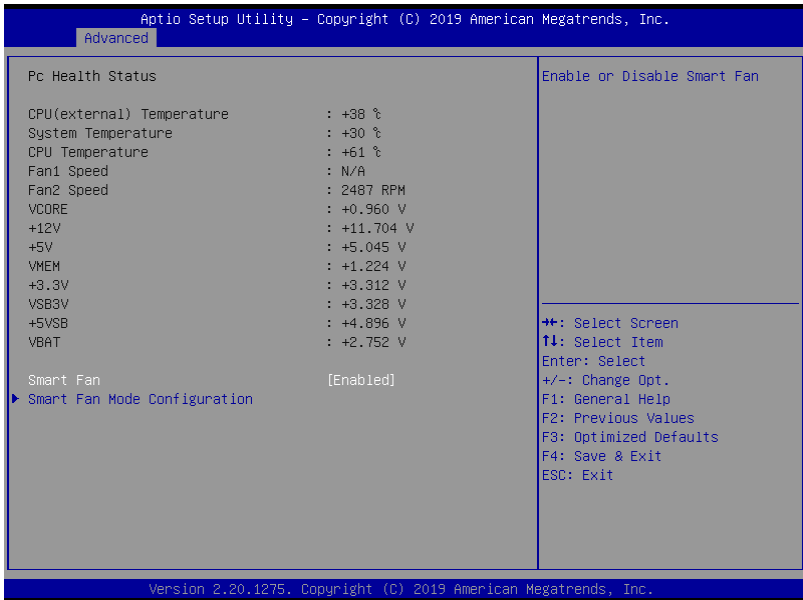 Aptio Setup Utility – Copyright (C) 2019 American Megatrends, Inc.
Advanced
Pc Health Status
CPU(external) Temperature : +38 ℃
System Temperature : +30 ℃
CPU Temperature : +61 ℃
Fan1 Speed : N/A
Fan2 Speed : 2487 RPM
VCORE : +0.960 V
+12V : +11.704 V
+5V : +5.045 V
VMEM : +1.224 V
+3.3V : +3.312 V
VSB3V : +3.328 V
+5VSB : +4.896 V
VBAT : +2.752 V
Smart Fan [Enabled]
▶ Smart Fan Mode Configuration
Enable or Disable Smart Fan
→←: Select Screen
↑↓: Select Item
Enter: Select
+/-: Change Opt.
F1: General Help
F2: Previous Values
F3: Optimized Defaults
F4: Save & Exit
ESC: Exit
Version 2.20.1275. Copyright (C) 2019 American Megatrends, Inc.